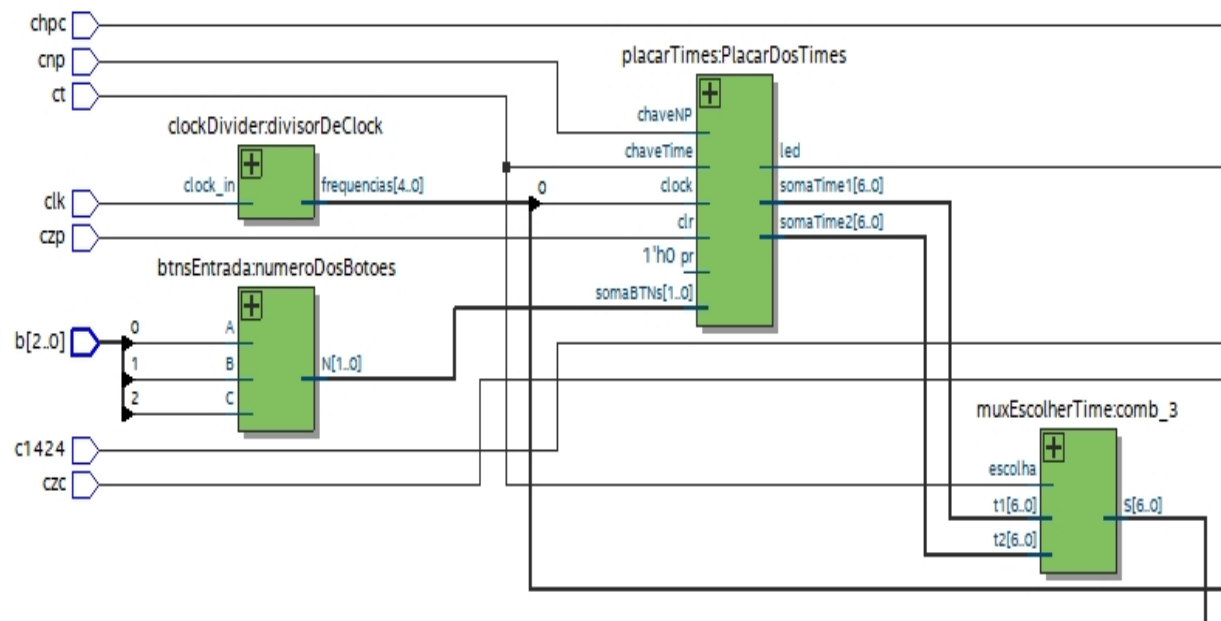 chpc
cnp
placarTimes:PlacarDosTimes
ct
chaveNP
clockDivider:divisorDeClock
chaveTime
led
clock_in
frequencias[4..0]
0
clock
somaTime1[6..0]
clk
clr
somaTime2[6..0]
czp
1'h0 pr
btnsEntrada:numeroDosBotoes
somaBTNs[1..0]
b[2..0]
0
A
1
B
N[1..0]
2
C
muxEscolherTime:comb_3
c1424
escolha
czc
t1[6..0]
S[6..0]
t2[6..0]